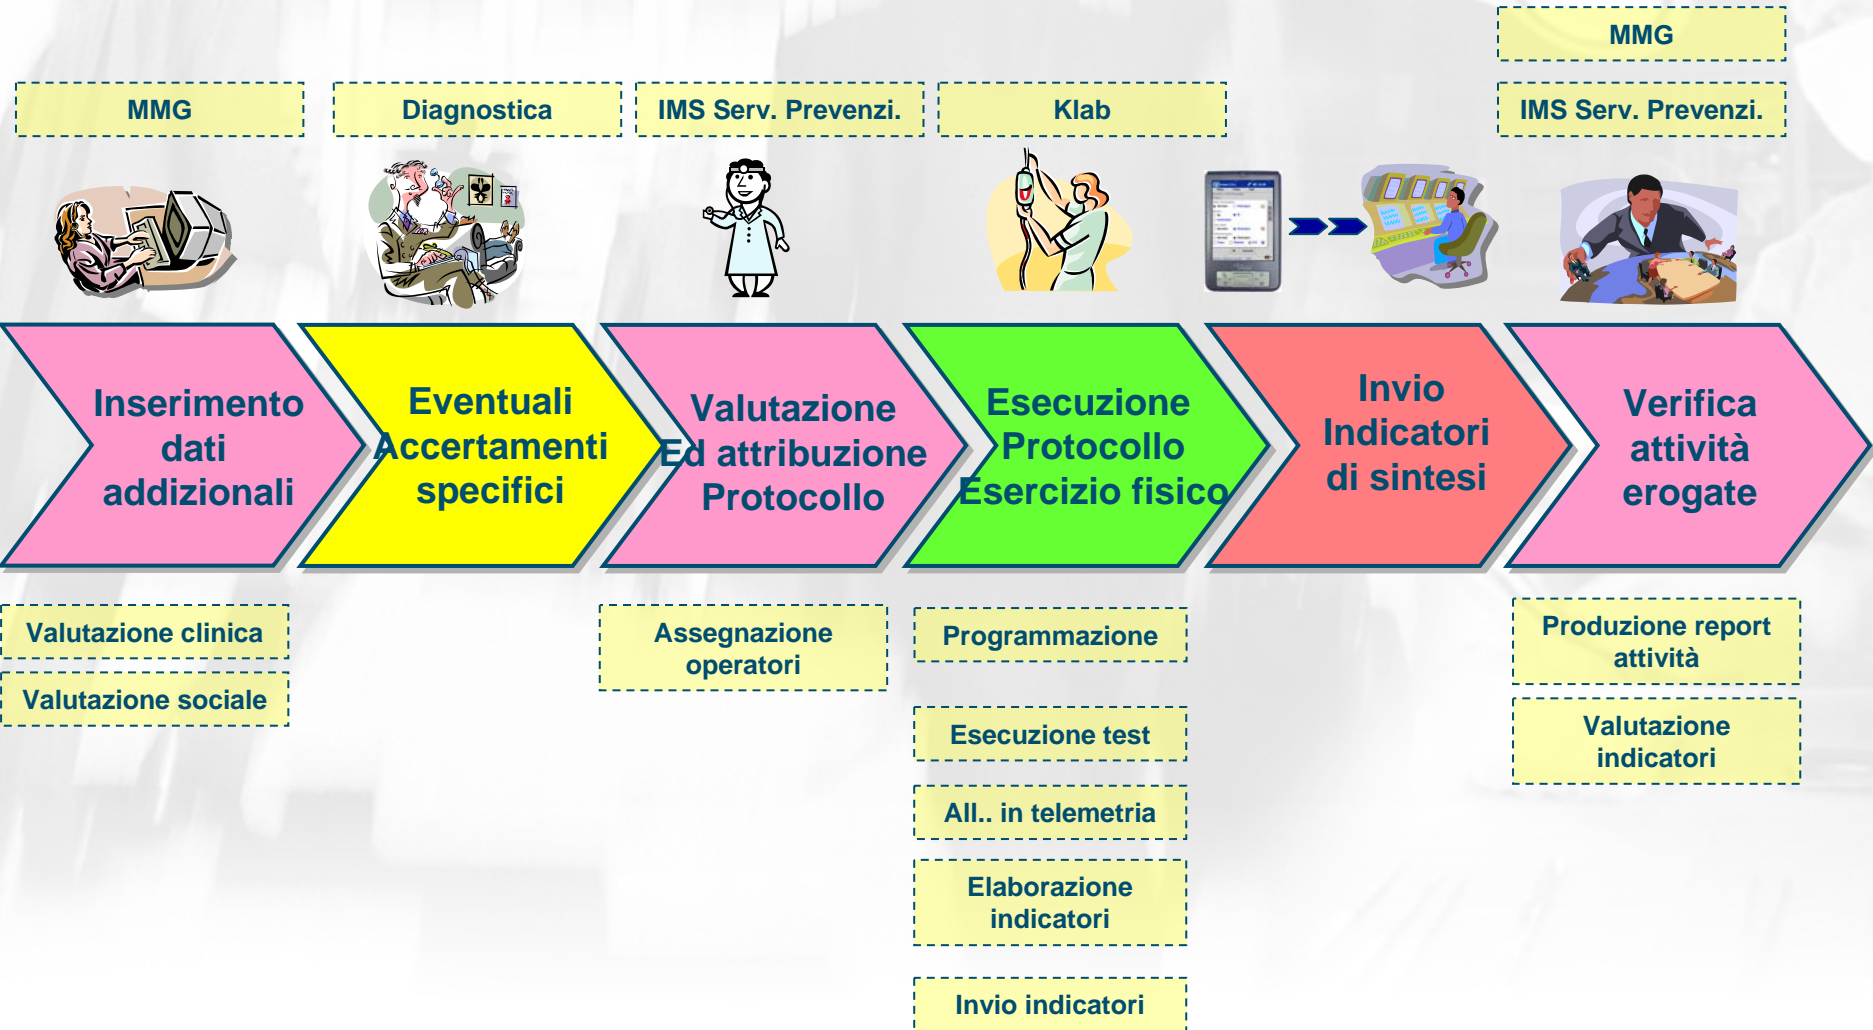 MMG
MMG
Diagnostica
IMS Serv. Prevenzi.
Klab
IMS Serv. Prevenzi.
Inserimento
dati
addizionali
Eventuali
Accertamenti
specifici
Valutazione
Ed attribuzione
Protocollo
Esecuzione
Protocollo
Esercizio fisico
Invio
Indicatori
di sintesi
Verifica
attività
erogate
Valutazione clinica
Valutazione sociale
Assegnazione
operatori
Programmazione
Esecuzione test
All.. in telemetria
Elaborazione
indicatori
Invio indicatori
Produzione report
attività
Valutazione
indicatori